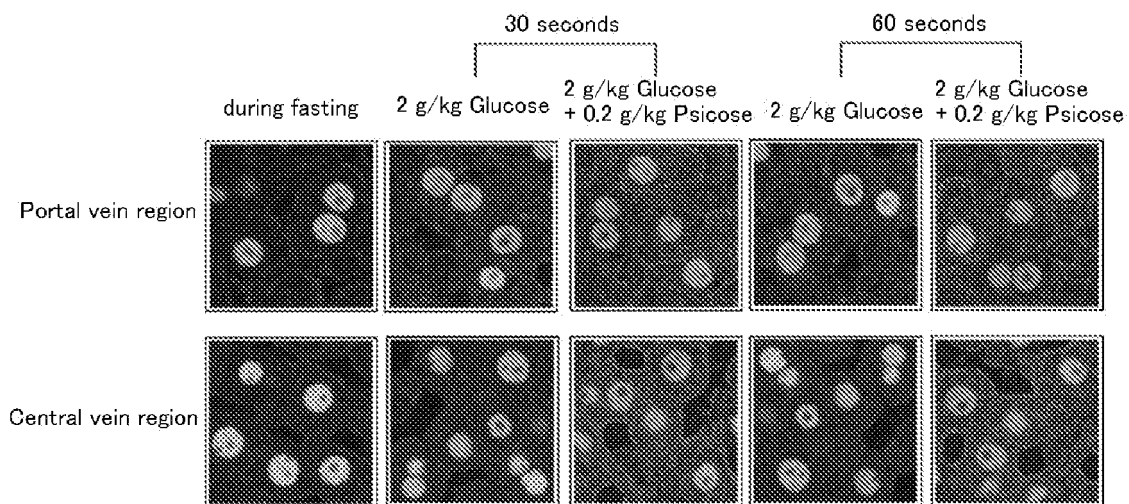 30 seconds
60 seconds
during fasting
2 g/kg Glucose
2 g/kg Glucose
+ 0.2 g/kg Psicose
2 g/kg Glucose
2 g/kg Glucose
+ 0.2 g/kg Psicose
Portal vein region
Central vein region